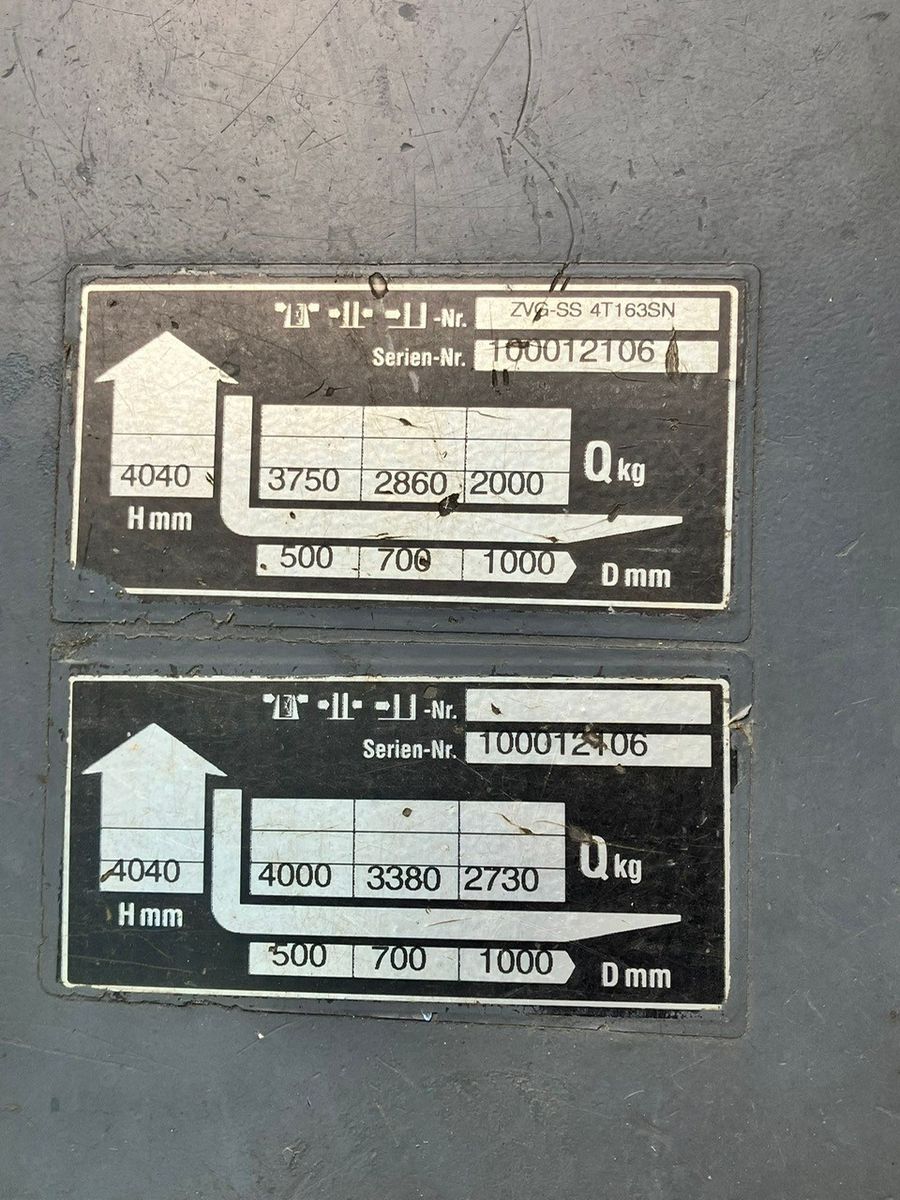 -Nr. ZVG-SS 4T163SN
Serien-Nr. 100012106
4040 3750 2860 2000 Q kg
H mm
500 700 1000 D mm
-Nr.
Serien-Nr. 100012106
4040 4000 3380 2730 Q kg
H mm
500 700 1000 D mm